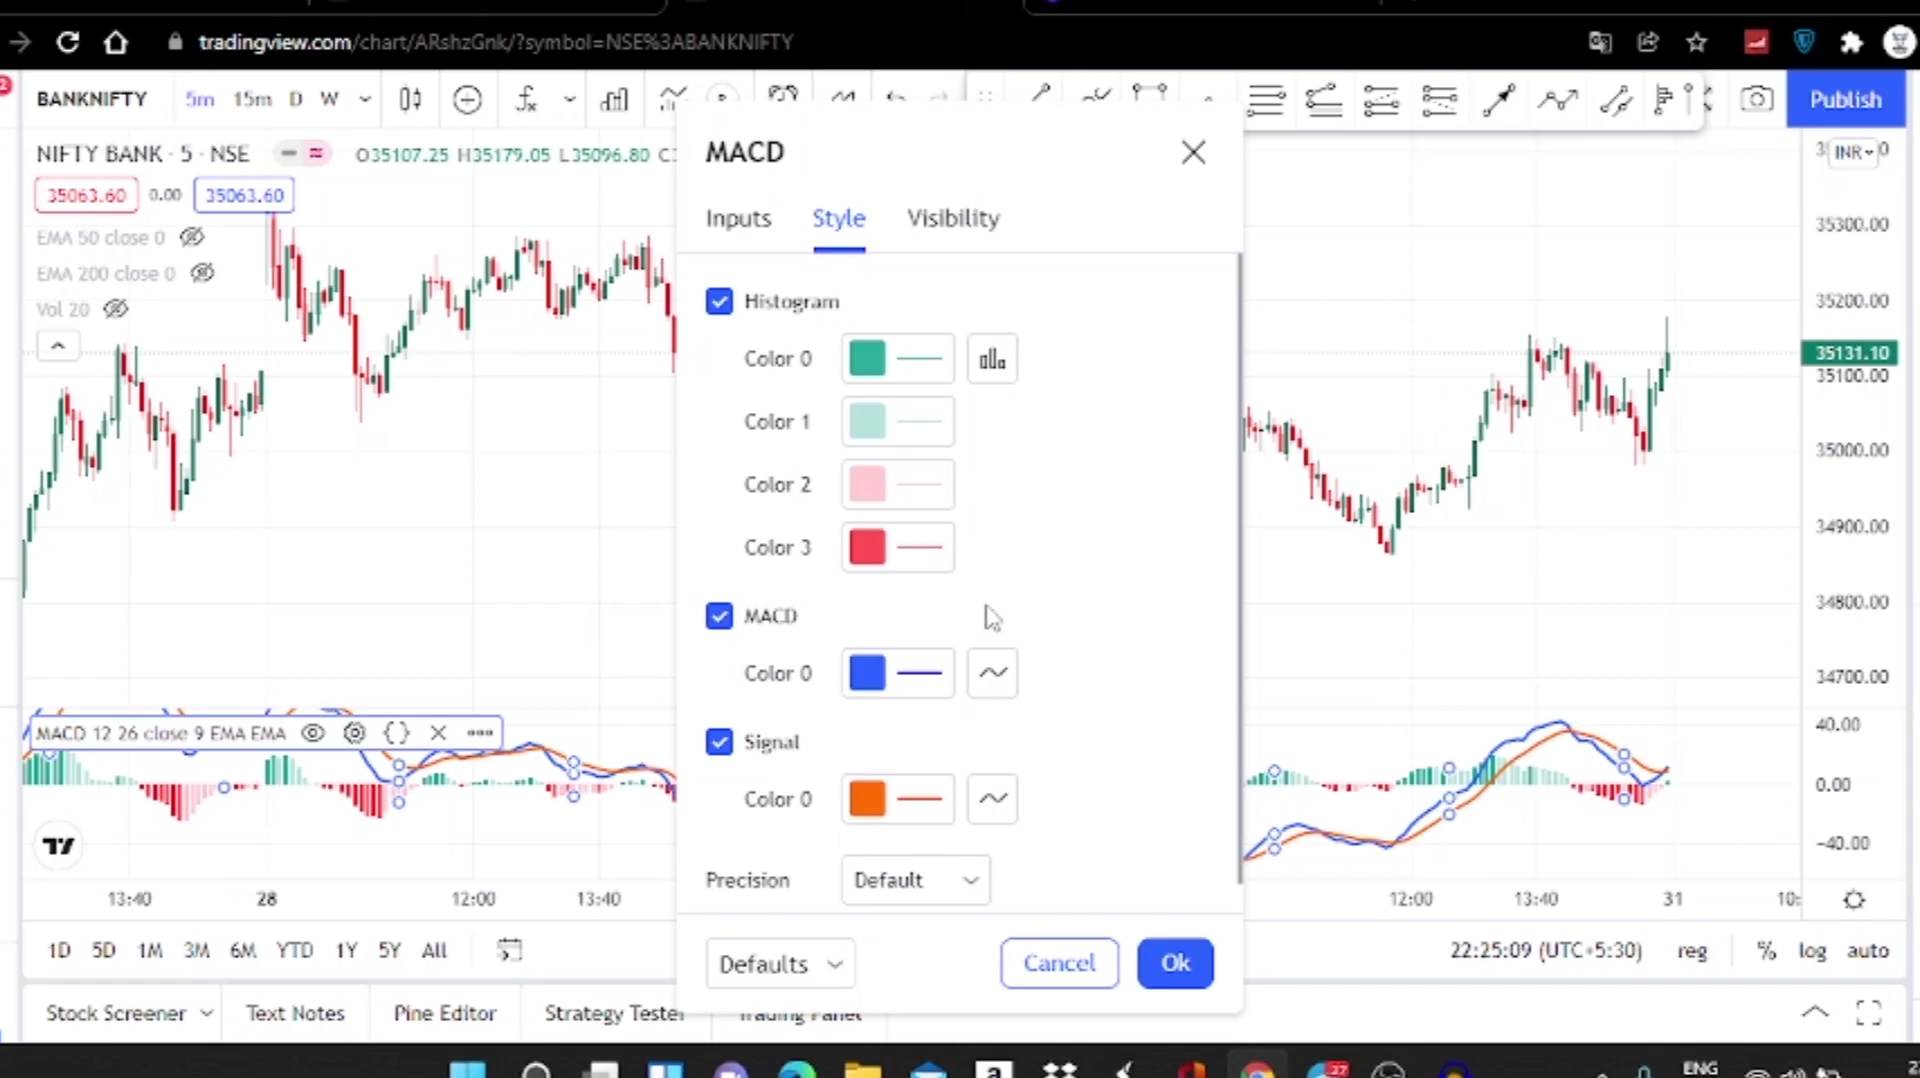 tradingview.com/chart/ARshzGnk/?symbol=NSE%3ABANKNIFTY
BANKNIFTY 5m 15m D W
Publish
NIFTY BANK · 5 · NSE O35107.25 H35179.05 L35096.80
35063.60 0.00 35063.60
EMA 50 close 0
EMA 200 close 0
Vol 20
MACD
Inputs Style Visibility
Histogram
Color 0
Color 1
Color 2
Color 3
MACD
Color 0
Signal
Color 0
Precision Default
Defaults Cancel Ok
INR
35300.00
35200.00
35131.10
35100.00
35000.00
34900.00
34800.00
34700.00
MACD 12 26 close 9 EMA EMA
40.00
0.00
−40.00
13:40 28 12:00 13:40 12:00 13:40 31 10:
1D 5D 1M 3M 6M YTD 1Y 5Y All 22:25:09 (UTC+5:30) reg % log auto
Stock Screener Text Notes Pine Editor Strategy Tester Trading Panel
27 ENG